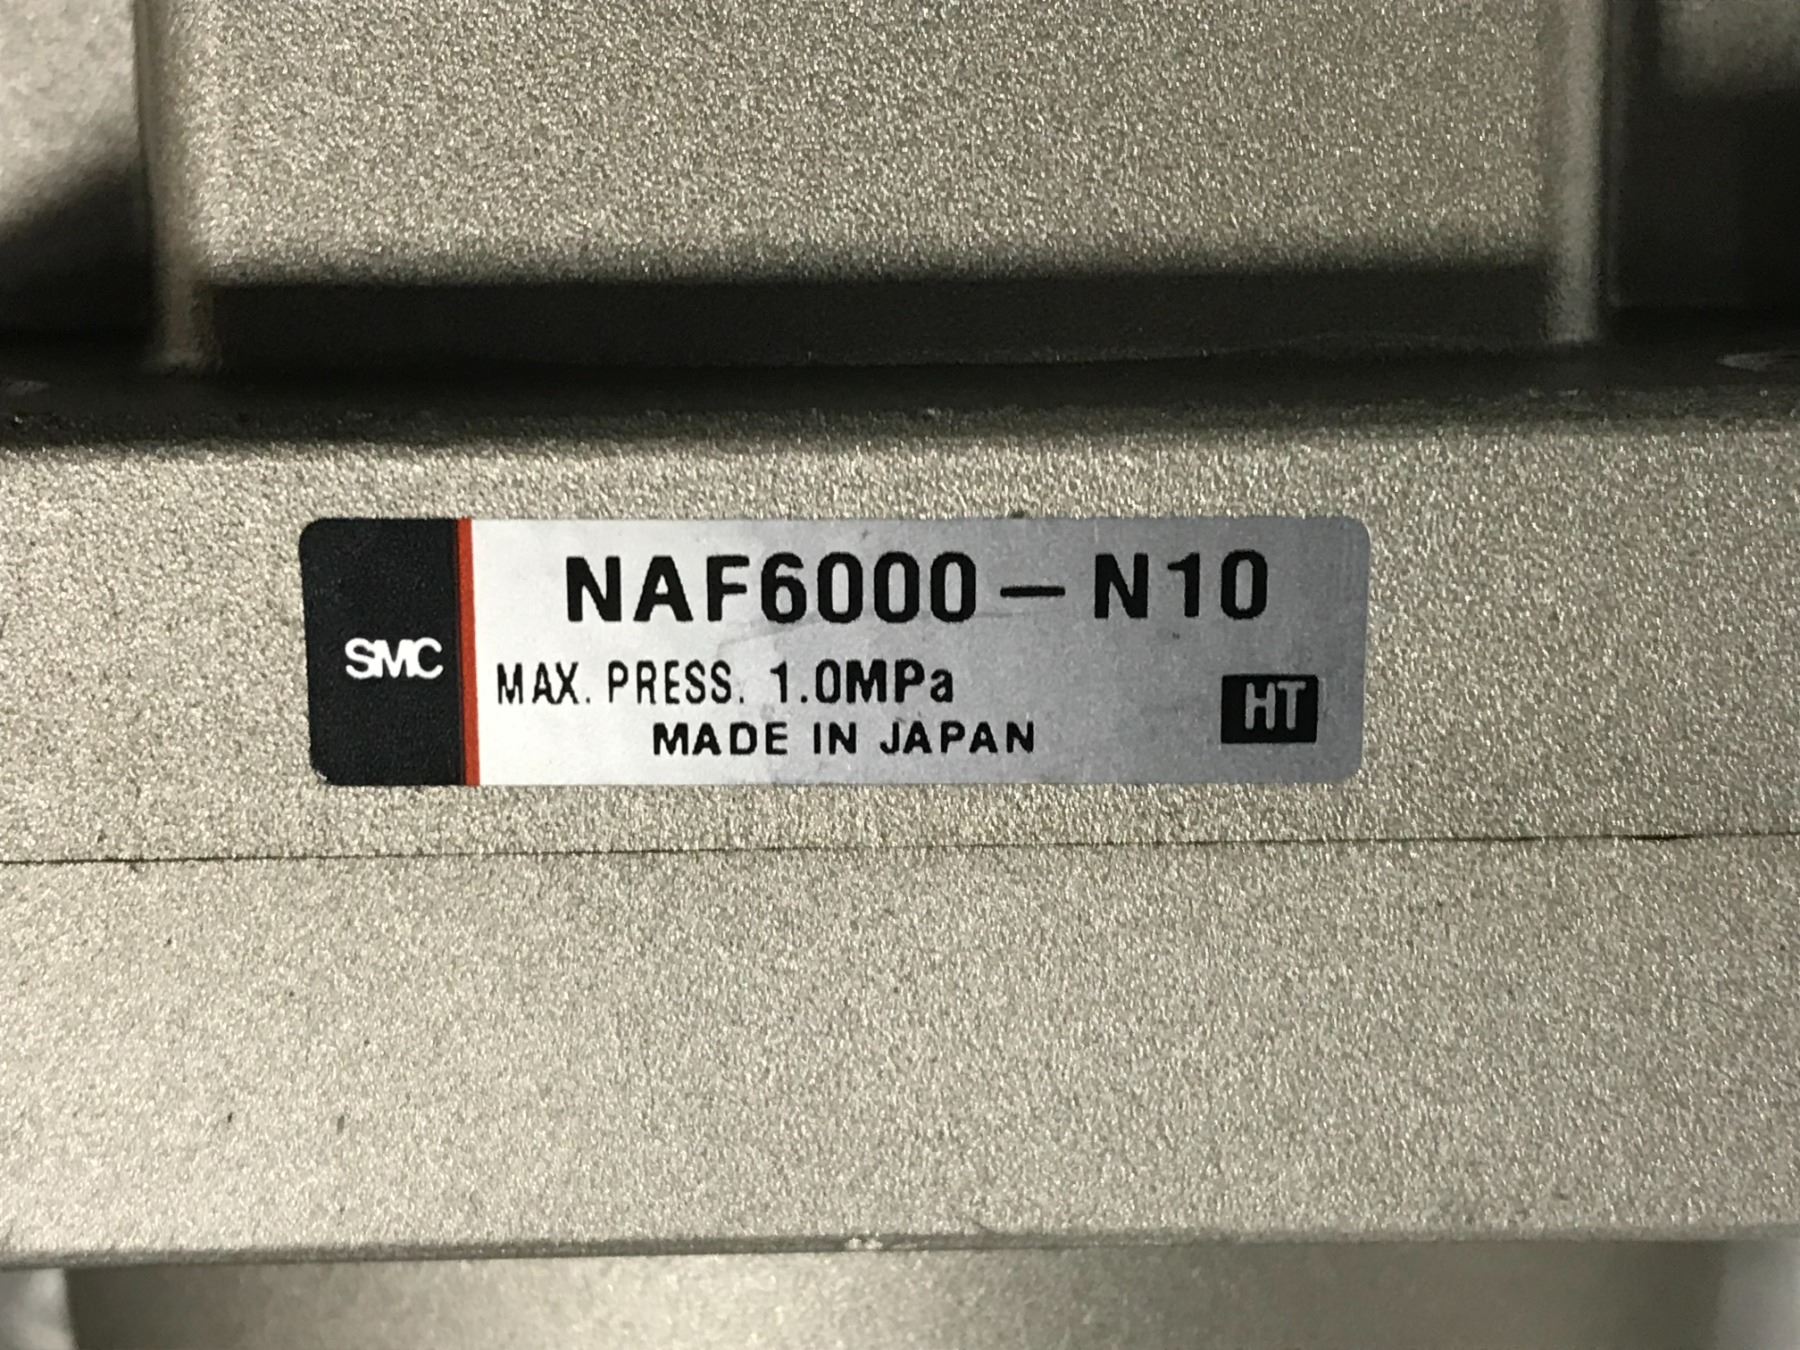 NAF6000-N10
SMC
MAX. PRESS. 1.0MPa
HT
MADE IN JAPAN